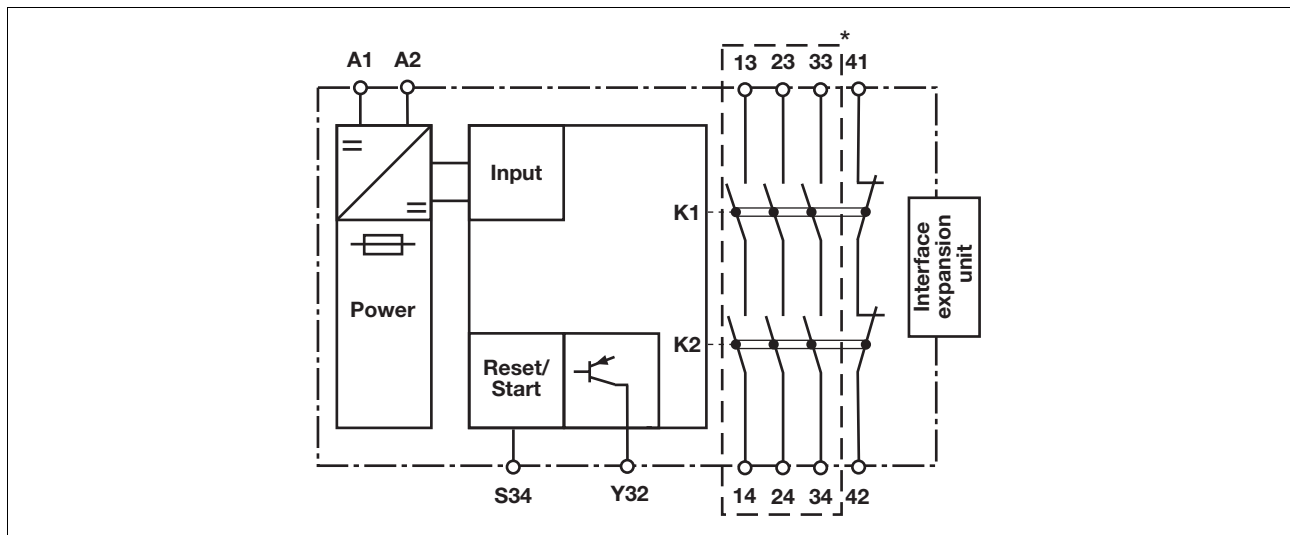 *
A1 A2 13 23 33 41
Input
K1
Interface
expansion
unit
Power
K2
Reset/
Start
S34 Y32 14 24 34 42